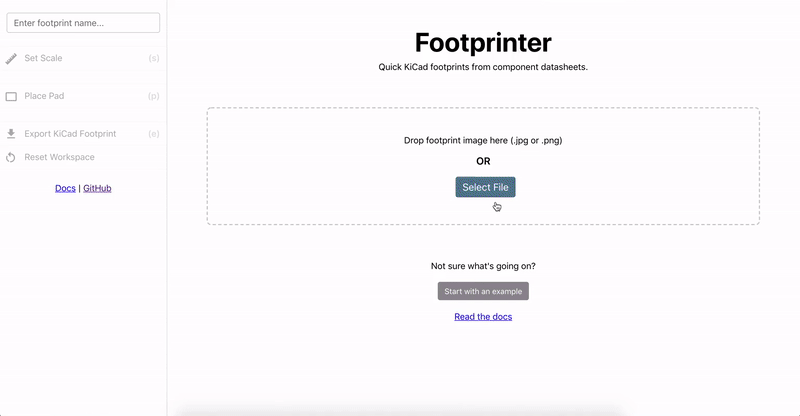 Enter footprint name...
Set Scale (s)
Place Pad (p)
Export KiCad Footprint (e)
Reset Workspace
Docs | GitHub
Footprinter
Quick KiCad footprints from component datasheets.
Drop footprint image here (.jpg or .png)
OR
Select File
Not sure what's going on?
Start with an example
Read the docs